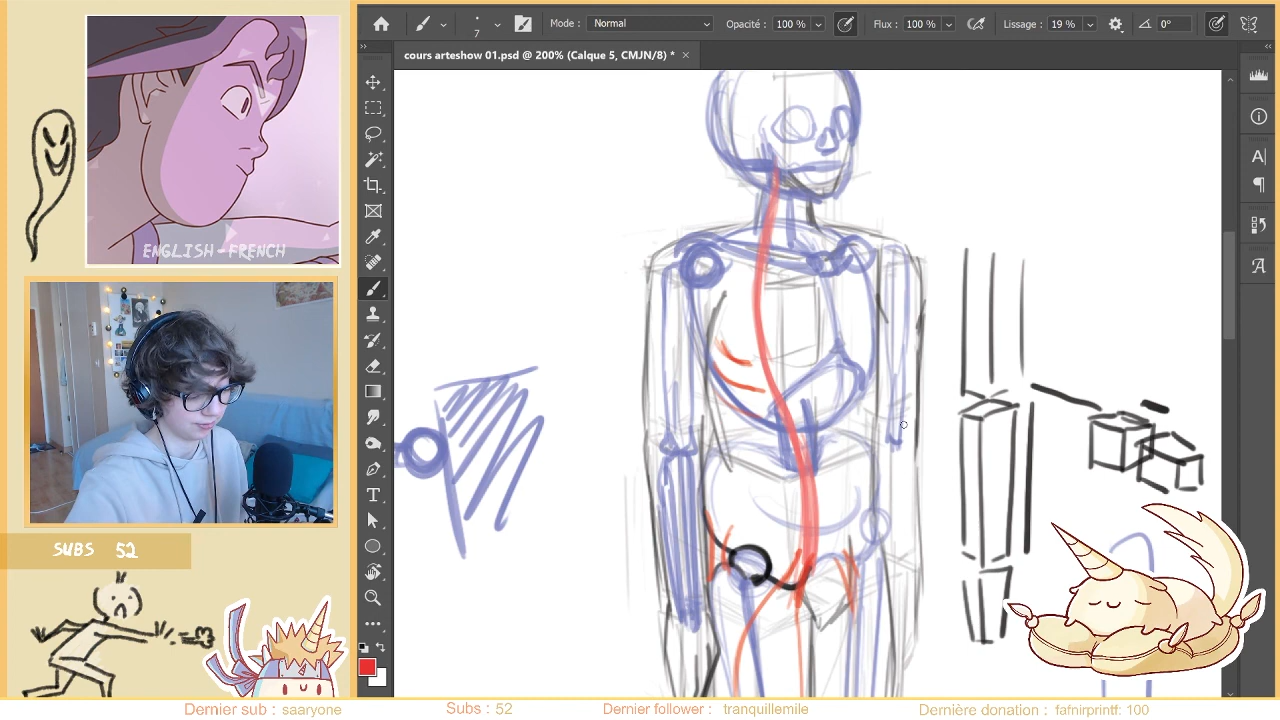 7
Mode : Normal
Opacité : 100 %
Flux : 100 %
Lissage : 19 %
0°
cours arteshow 01.psd @ 200% (Calque 5, CMJN/8) * ×
ENGLISH-FRENCH
SUBS 52
Dernier sub : saaryone
Subs : 52
Dernier follower : tranquillemile
Dernière donation : fafnirprintf: 100